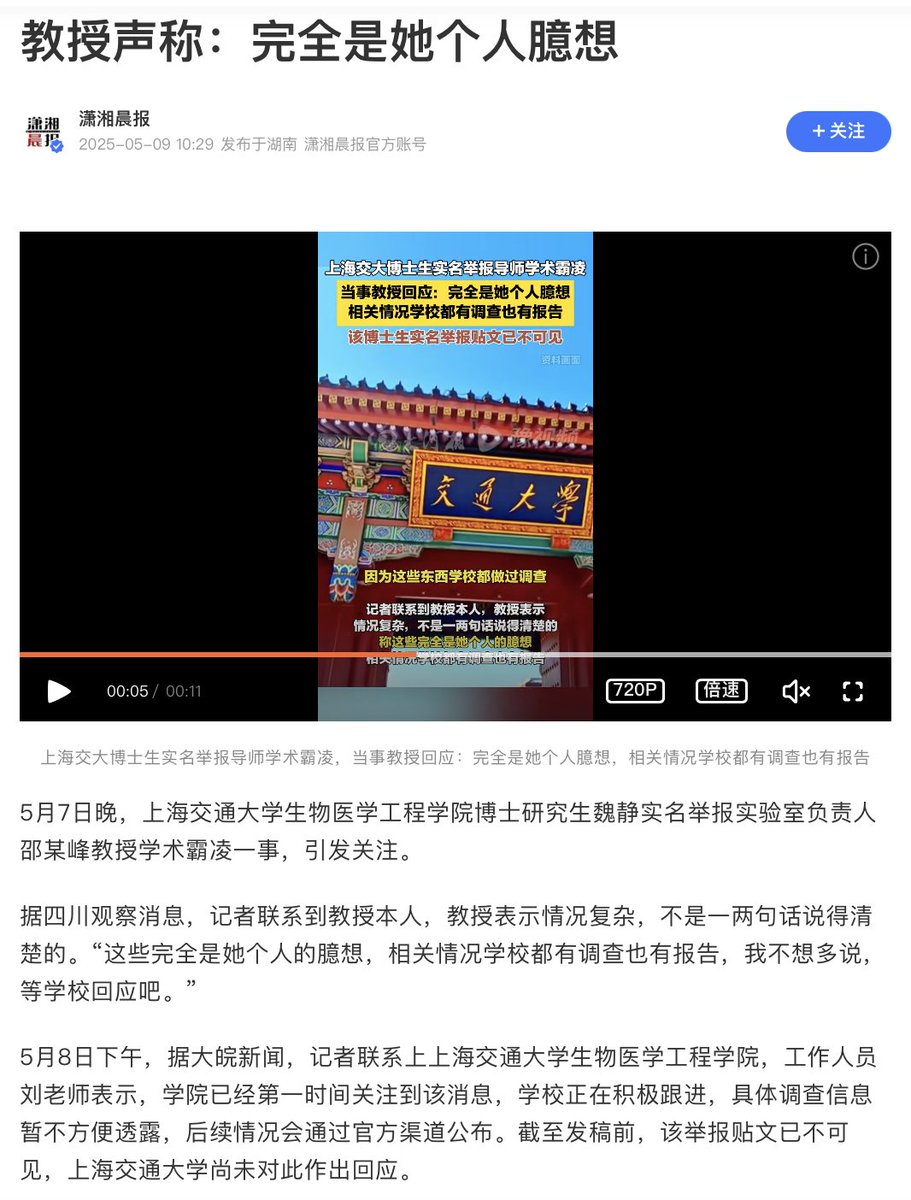 教授声称：完全是她个人臆想
潇湘晨报
潇湘
晨报
2025-05-09 10:29 发布于湖南 潇湘晨报官方账号
+关注
上海交大博士生实名举报导师学术霸凌
当事教授回应：完全是她个人臆想
相关情况学校都有调查也有报告
该博士生实名举报贴文已不可见
资料画面
交通大學
因为这些东西学校都做过调查
记者联系到教授本人，教授表示
情况复杂，不是一两句话说得清楚的
称这些完全是她个人的臆想
相关情况学校都有调查也有报告
00:05 / 00:11
720P
倍速
上海交大博士生实名举报导师学术霸凌，当事教授回应：完全是她个人臆想，相关情况学校都有调查也有报告
5月7日晚，上海交通大学生物医学工程学院博士研究生魏静实名举报实验室负责人
邵某峰教授学术霸凌一事，引发关注。
据四川观察消息，记者联系到教授本人，教授表示情况复杂，不是一两句话说得清
楚的。“这些完全是她个人的臆想，相关情况学校都有调查也有报告，我不想多说，
等学校回应吧。”
5月8日下午，据大皖新闻，记者联系上上海交通大学生物医学工程学院，工作人员
刘老师表示，学院已经第一时间关注到该消息，学校正在积极跟进，具体调查信息
暂不方便透露，后续情况会通过官方渠道公布。截至发稿前，该举报贴文已不可
见，上海交通大学尚未对此作出回应。